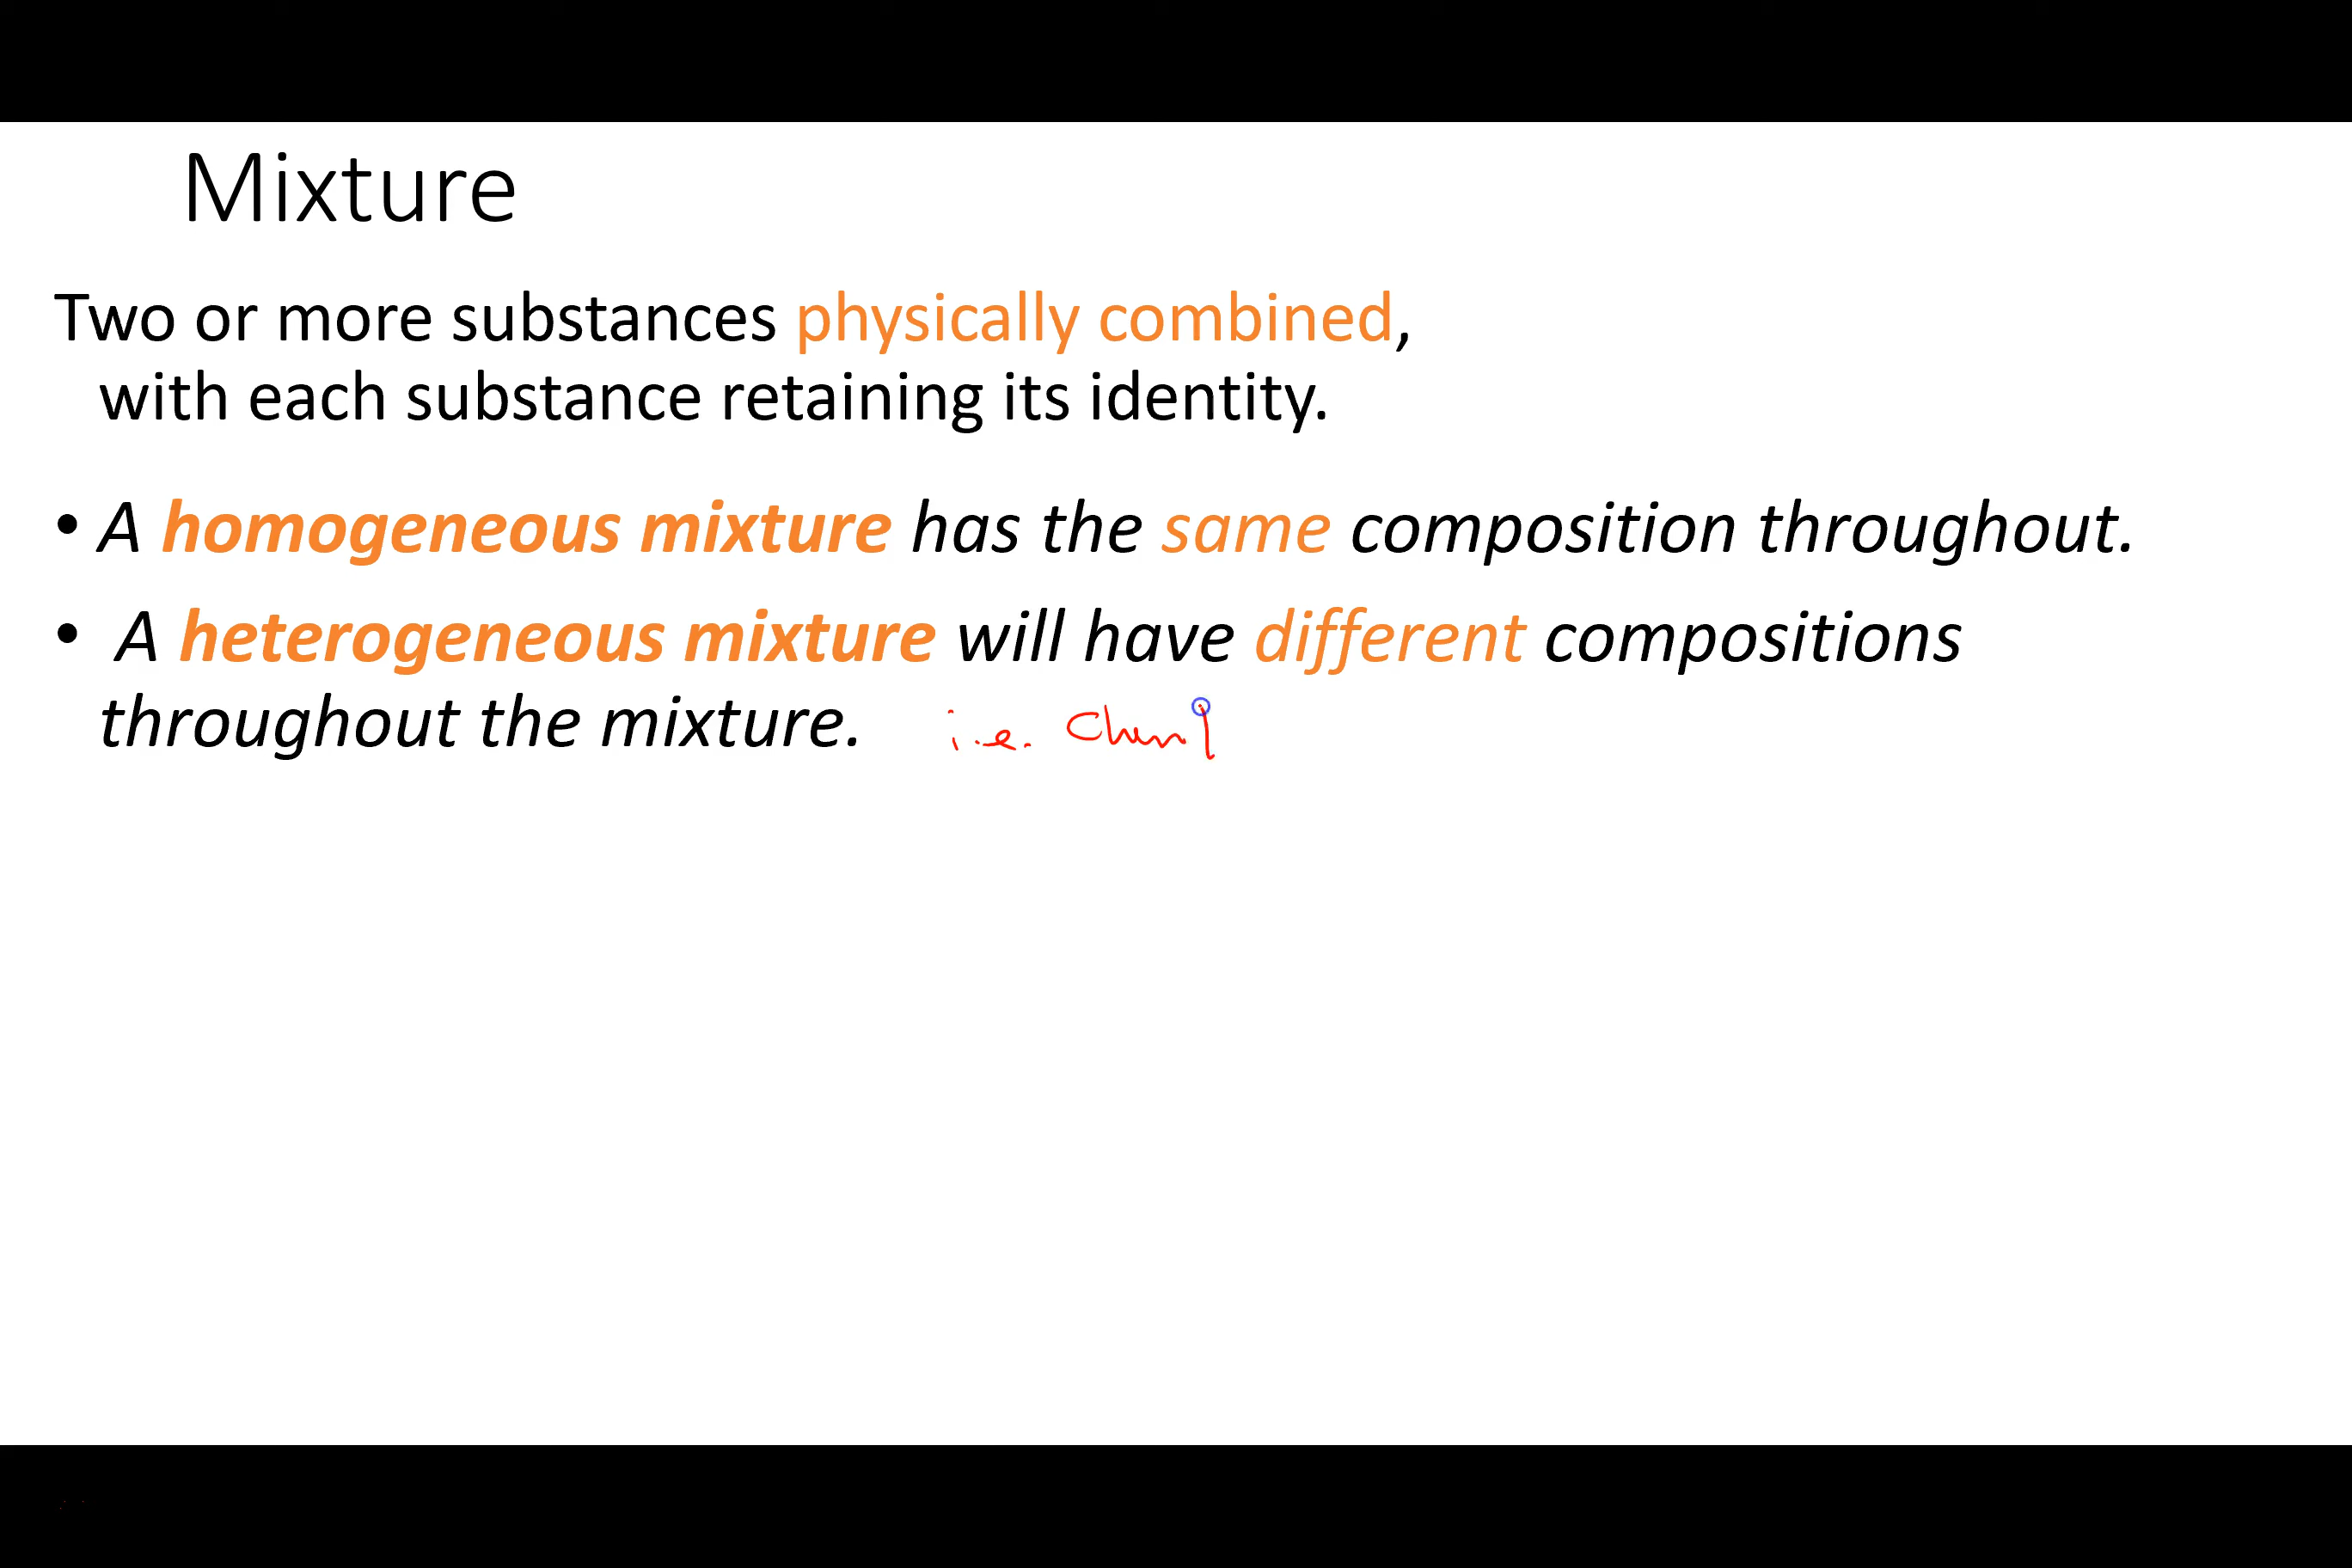 Mixture
Two or more substances physically combined,
with each substance retaining its identity.
• A homogeneous mixture has the same composition throughout.
• A heterogeneous mixture will have different compositions
throughout the mixture. i.e.